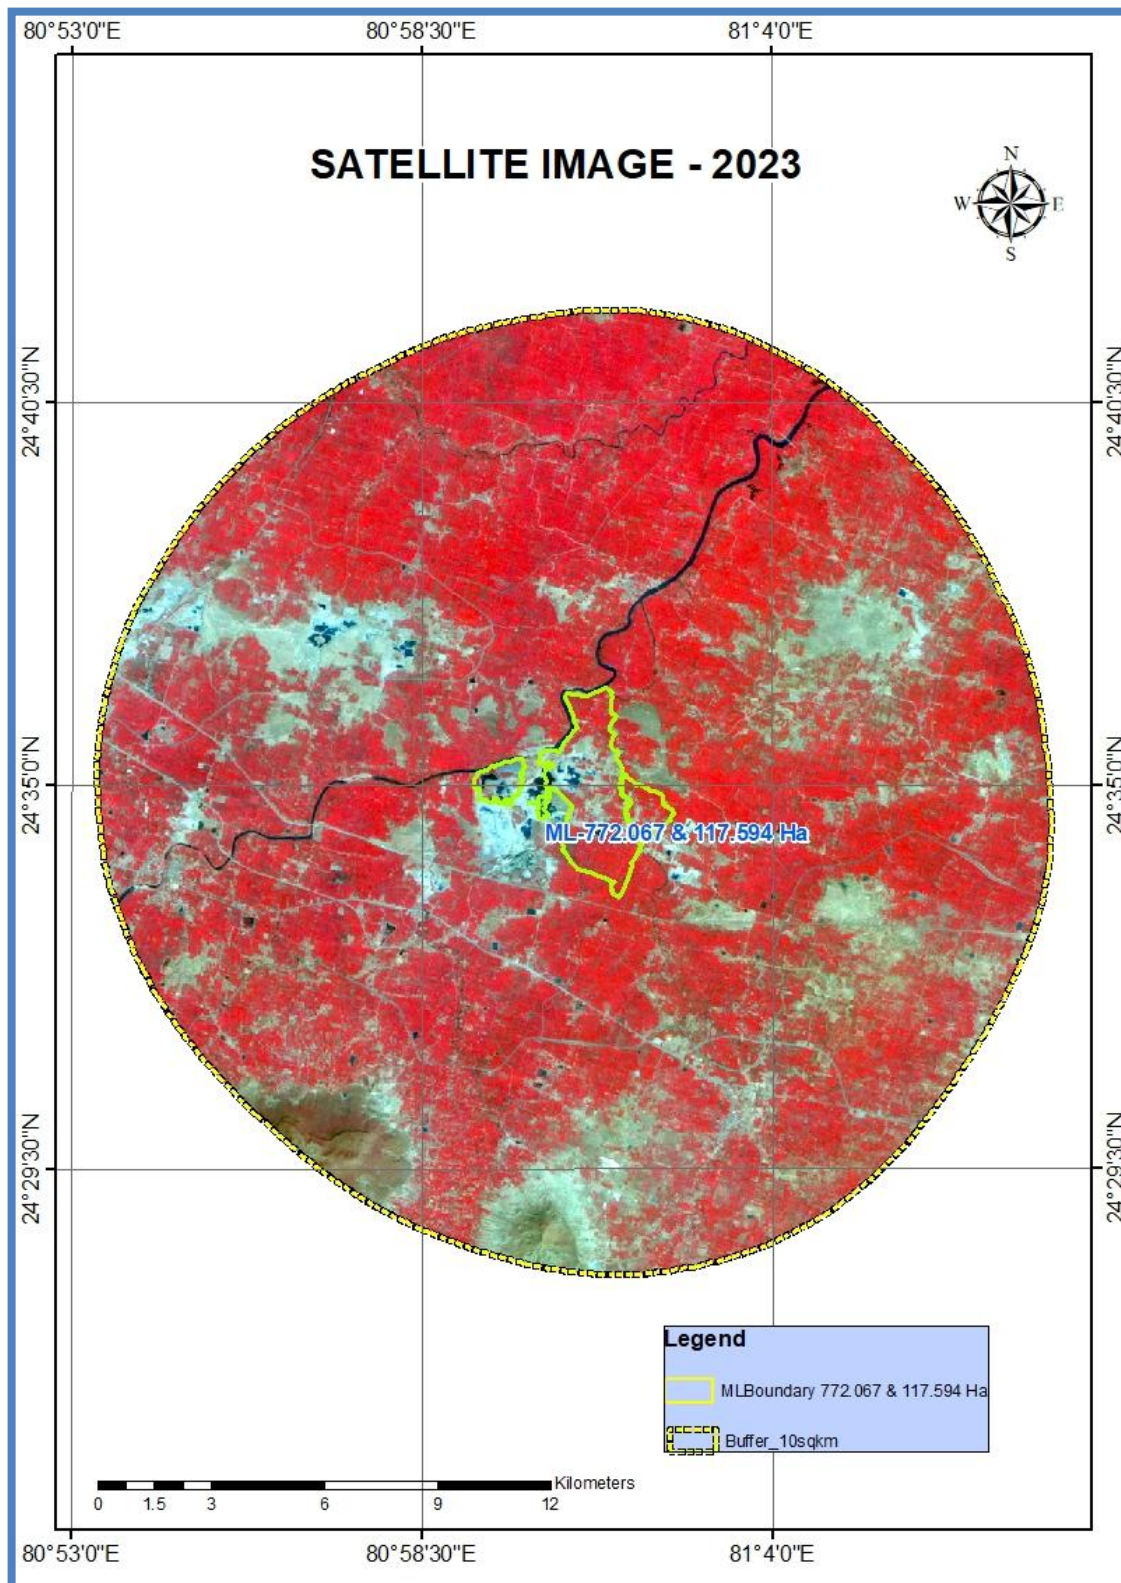 80°53'0"E 80°58'30"E 81°4'0"E
SATELLITE IMAGE - 2023
N
W E
S
24°40'30"N 24°40'30"N
24°35'0"N 24°35'0"N
ML-772.067 & 117.594 Ha
24°29'30"N 24°29'30"N
Legend
MLBoundary 772.067 & 117.594 Ha
Buffer_10sqkm
Kilometers
0 1.5 3 6 9 12
80°53'0"E 80°58'30"E 81°4'0"E